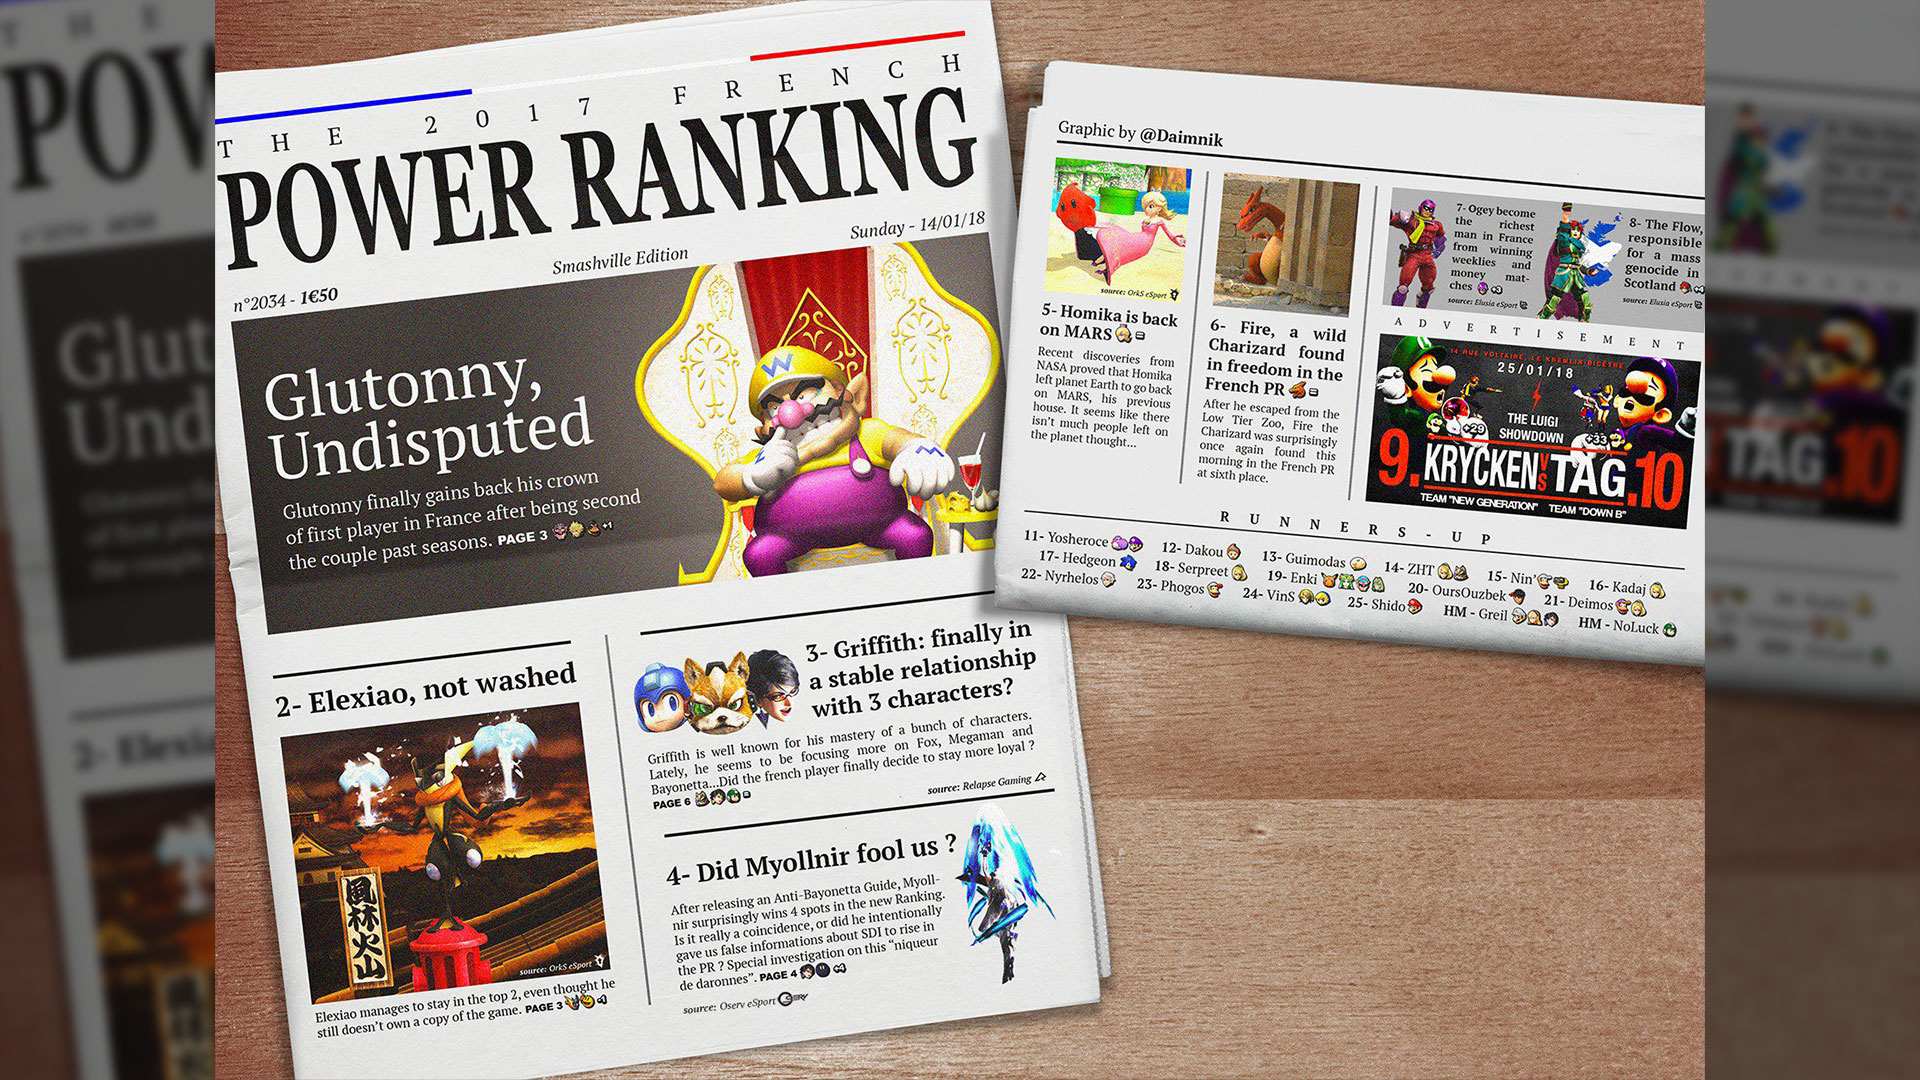 THE 2017 FRENCH
POWER RANKING
n°2034 - 1€50
Smashville Edition
Sunday - 14/01/18
Glutonny,
Undisputed
Glutonny finally gains back his crown
of first player in France after being second
the couple past seasons. PAGE 3 +1
2- Elexiao, not washed
風林火山
source: OrkS eSport
Elexiao manages to stay in the top 2, even thought he
still doesn't own a copy of the game. PAGE 3
3- Griffith: finally in
a stable relationship
with 3 characters?
Griffith is well known for his mastery of a bunch of characters.
Lately, he seems to be focusing more on Fox, Megaman and
Bayonetta...Did the french player finally decide to stay more loyal ?
PAGE 6
source: Relapse Gaming
4- Did Myollnir fool us ?
After releasing an Anti-Bayonetta Guide, Myoll-
nir surprisingly wins 4 spots in the new Ranking.
Is it really a coincidence, or did he intentionally
gave us false informations about SDI to rise in
the PR ? Special investigation on this "niqueur
de daronnes". PAGE 4
source: Oserv eSport
Graphic by @Daimnik
source: OrkS eSport
5- Homika is back
on MARS
Recent discoveries from
NASA proved that Homika
left planet Earth to go back
on MARS, his previous
house. It seems like there
isn't much people left on
the planet thought...
6- Fire, a wild
Charizard found
in freedom in the
French PR
After he escaped from the
Low Tier Zoo, Fire the
Charizard was surprisingly
once again found this
morning in the French PR
at sixth place.
7- Ogey become
the richest
man in France
from winning
weeklies and
money mat-
ches +3
source: Elusia eSport
8- The Flow,
responsible
for a mass
genocide in
Scotland
source: Elusia eSport
ADVERTISEMENT
14 RUE VOLTAIRE, LE KREMLIN-BICÊTRE
25/01/18
THE LUIGI
SHOWDOWN
+29
+33
9. KRYCKEN VS TAG .10
TEAM "NEW GENERATION" TEAM "DOWN B"
RUNNERS-UP
11- Yosheroce 12- Dakou 13- Guimodas 14- ZHT 15- Nin' 16- Kadaj
17- Hedgeon 18- Serpreet 19- Enki 20- OursOuzbek 21- Deimos
22- Nyrhelos 23- Phogos 24- VinS 25- Shido HM - Greil HM - NoLuck